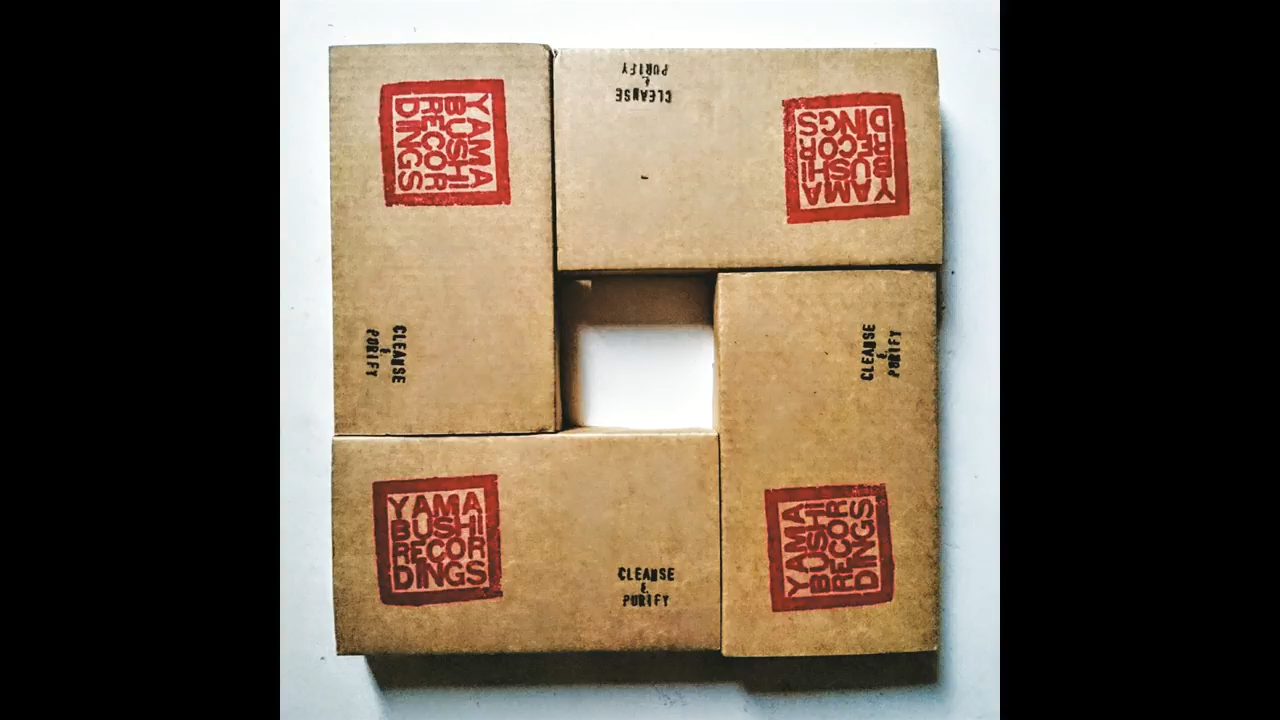 YAMA
BUSHI
RECOR
DINGS
CLEANSE
&
PURIFY
YAMA
BUSHI
RECOR
DINGS
CLEANSE
&
PURIFY
YAMA
BUSHI
RECOR
DINGS
CLEANSE
&
PURIFY
YAMA
BUSHI
RECOR
DINGS
CLEANSE
&
PURIFY